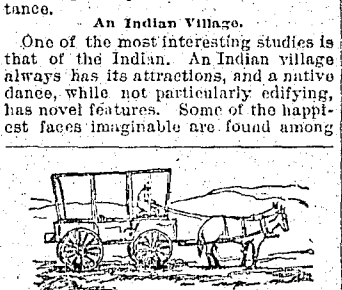 tance.
An Indian Village.
One of the most interesting studies is
that of the Indian. An Indian village
always has its attractions, and a native
dance, while not particularly edifying,
has novel features. Some of the happi-
est faces imaginable are found among